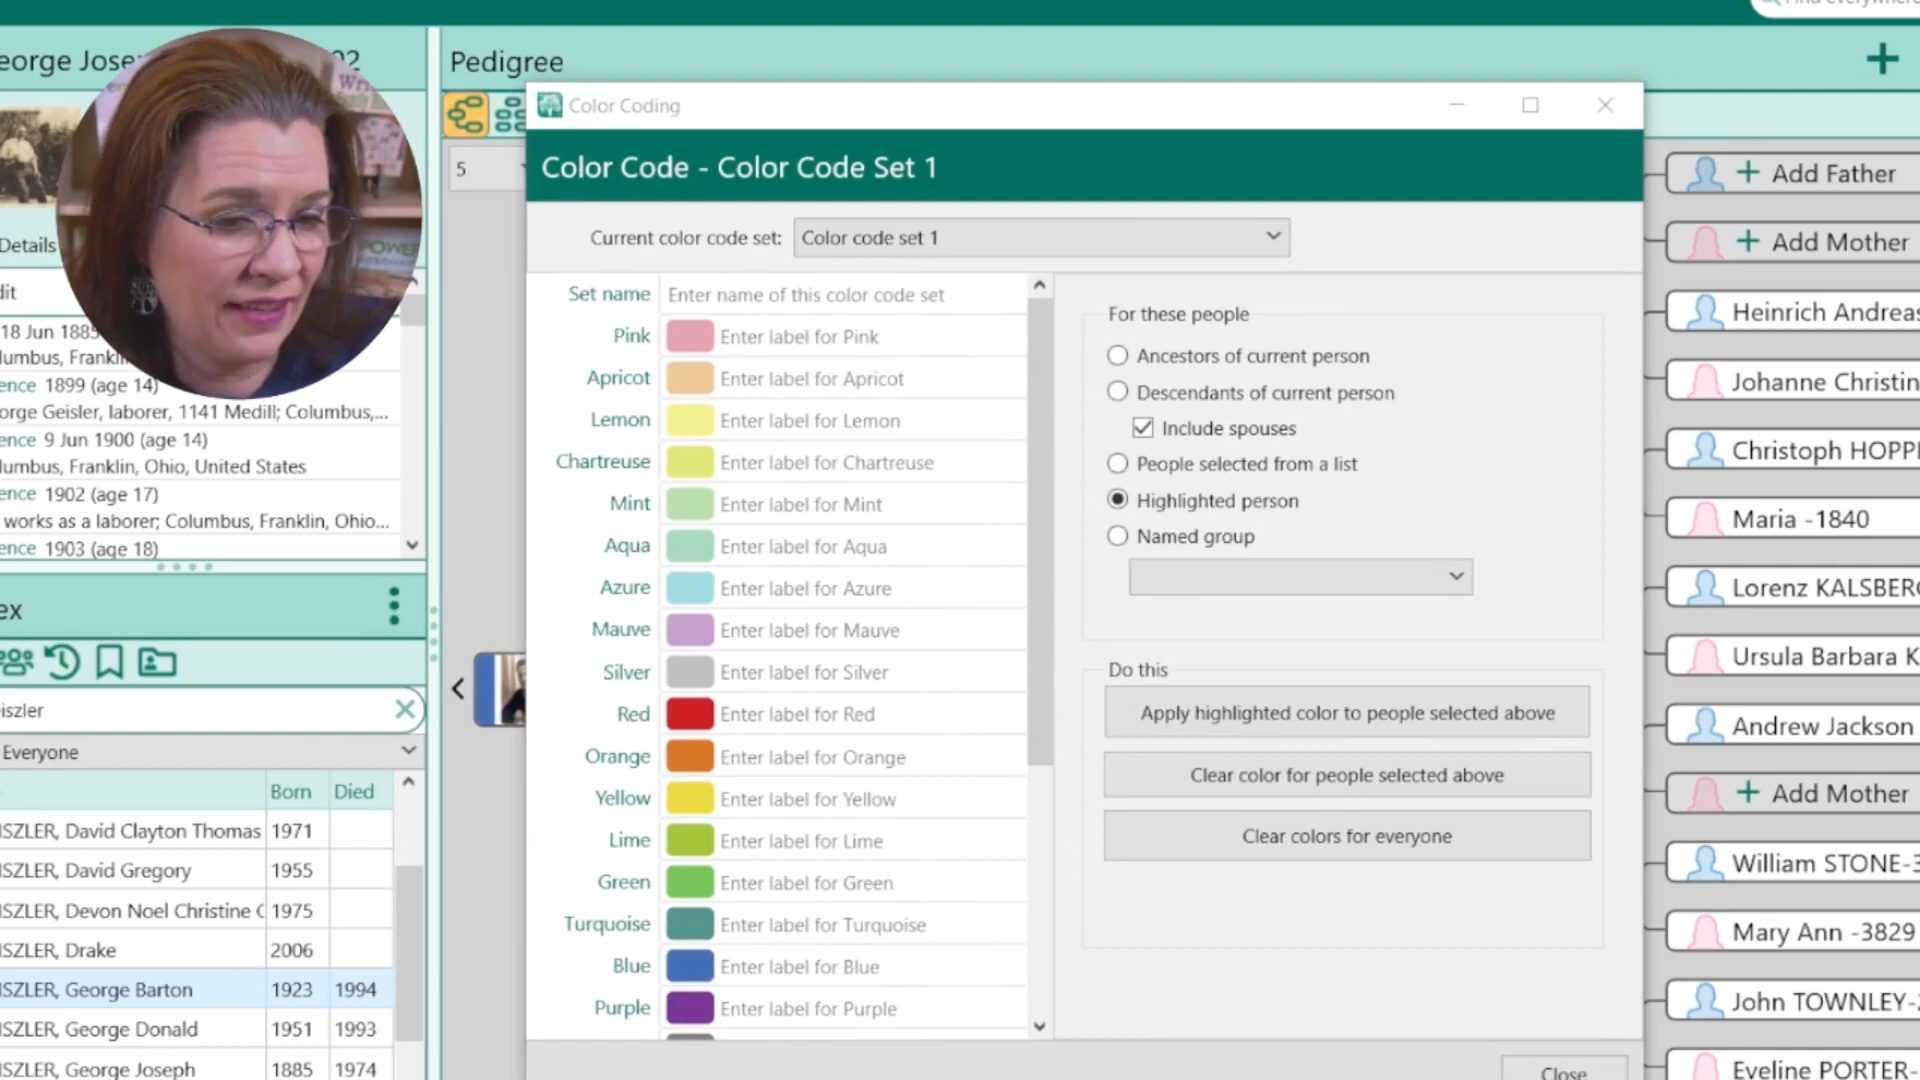 Find everywhere
eorge Jose
02
Pedigree
Color Coding
5
Color Code - Color Code Set 1
Current color code set: Color code set 1
Set name Enter name of this color code set
Pink Enter label for Pink
Apricot Enter label for Apricot
Lemon Enter label for Lemon
Chartreuse Enter label for Chartreuse
Mint Enter label for Mint
Aqua Enter label for Aqua
Azure Enter label for Azure
Mauve Enter label for Mauve
Silver Enter label for Silver
Red Enter label for Red
Orange Enter label for Orange
Yellow Enter label for Yellow
Lime Enter label for Lime
Green Enter label for Green
Turquoise Enter label for Turquoise
Blue Enter label for Blue
Purple Enter label for Purple
For these people
Ancestors of current person
Descendants of current person
Include spouses
People selected from a list
Highlighted person
Named group
Do this
Apply highlighted color to people selected above
Clear color for people selected above
Clear colors for everyone
Close
Details
dit
18 Jun 1885
lumbus, Frankli
ence 1899 (age 14)
orge Geisler, laborer, 1141 Medill; Columbus,...
ence 9 Jun 1900 (age 14)
lumbus, Franklin, Ohio, United States
ence 1902 (age 17)
works as a laborer; Columbus, Franklin, Ohio...
ence 1903 (age 18)
ex
iszler
Everyone
Born Died
ISZLER, David Clayton Thomas 1971
ISZLER, David Gregory 1955
ISZLER, Devon Noel Christine C 1975
ISZLER, Drake 2006
ISZLER, George Barton 1923 1994
ISZLER, George Donald 1951 1993
ISZLER, George Joseph 1885 1974
Add Father
Add Mother
Heinrich Andreas
Johanne Christin
Christoph HOPP
Maria -1840
Lorenz KALSBERG
Ursula Barbara K
Andrew Jackson
Add Mother
William STONE-3
Mary Ann -3829
John TOWNLEY-2
Eveline PORTER-
POWER